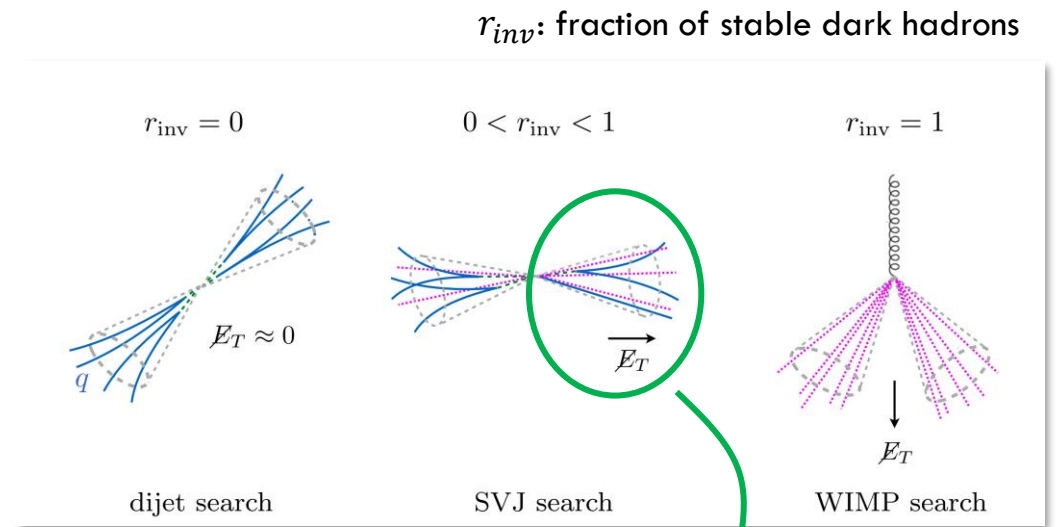 r_inv: fraction of stable dark hadrons
r_inv = 0
0 < r_inv < 1
r_inv = 1
E̸_T ≈ 0
q
E̸_T
E̸_T
dijet search
SVJ search
WIMP search